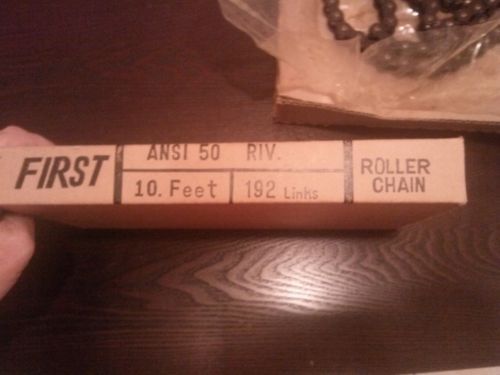 FIRST
ANSI 50 RIV.
10. Feet 192 Links
ROLLER
CHAIN